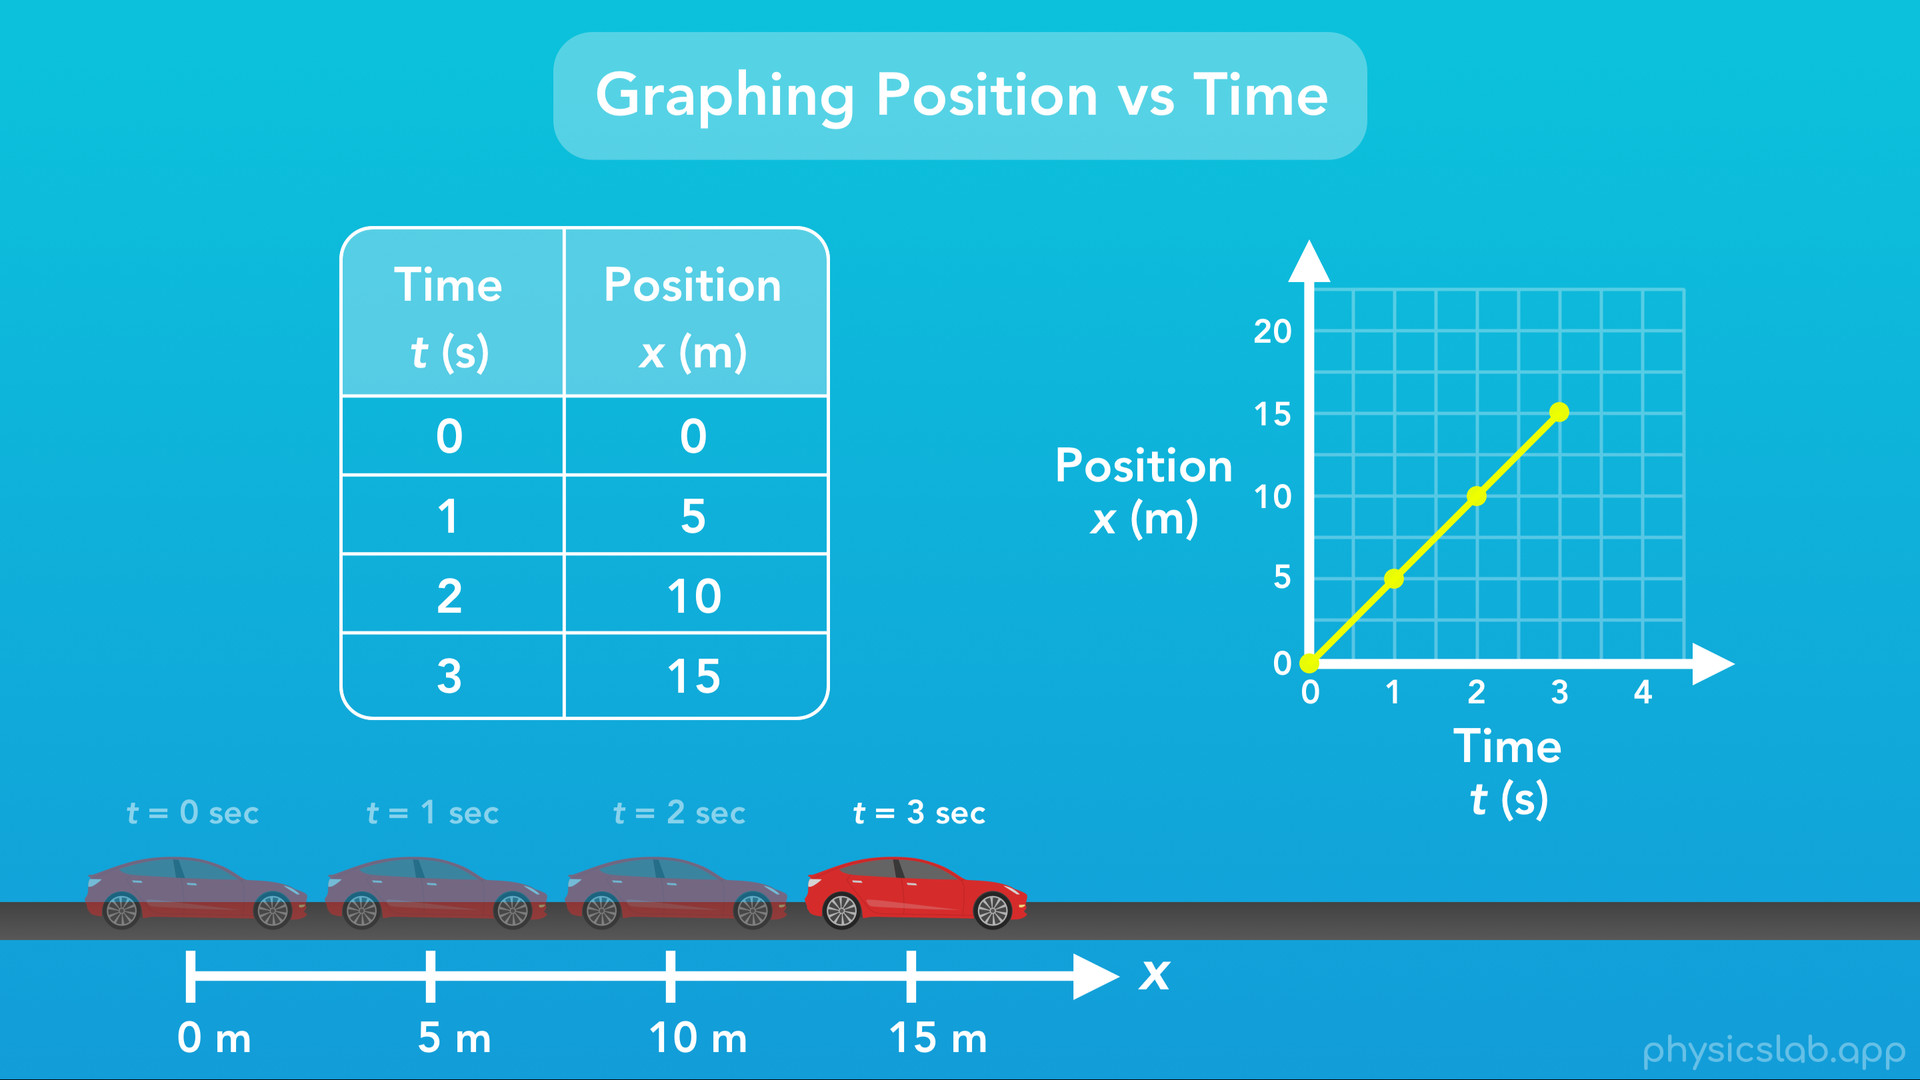 Graphing Position vs Time
Time
t (s)
Position
x (m)
0
0
1
5
2
10
3
15
20
15
10
5
0
Position
x (m)
0
1
2
3
4
Time
t (s)
t = 0 sec
t = 1 sec
t = 2 sec
t = 3 sec
x
0 m
5 m
10 m
15 m
physicslab.app